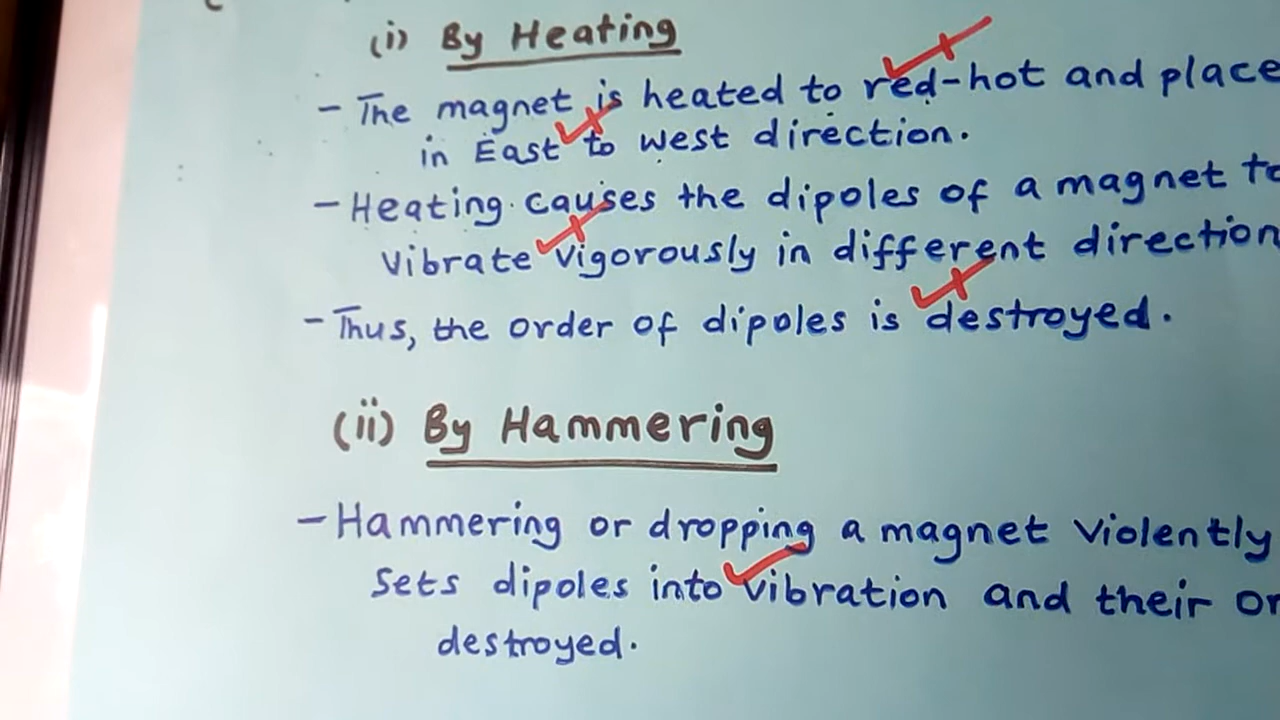 (i) By Heating
- The magnet is heated to red-hot and place
in East to west direction.
- Heating causes the dipoles of a magnet to
vibrate vigorously in different direction
- Thus, the order of dipoles is destroyed.
(ii) By Hammering
- Hammering or dropping a magnet violently
sets dipoles into vibration and their or
destroyed.